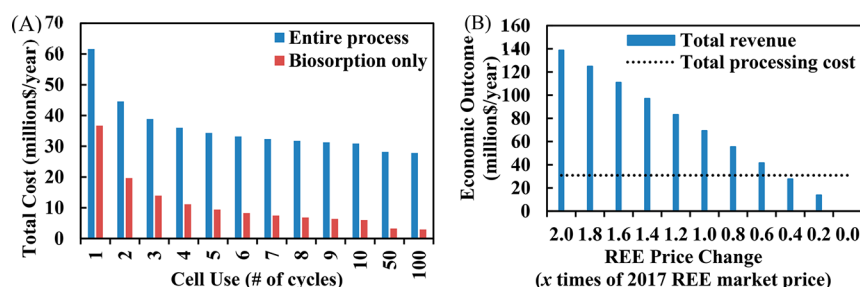 (A)
Total Cost (million$/year)
70
60
50
40
30
20
10
0
Entire process
Biosorption only
1 2 3 4 5 6 7 8 9 10 50 100
Cell Use (# of cycles)
(B)
Economic Outcome
(million$/year)
160
140
120
100
80
60
40
20
0
Total revenue
Total processing cost
2.0 1.8 1.6 1.4 1.2 1.0 0.8 0.6 0.4 0.2 0.0
REE Price Change
(x times of 2017 REE market price)